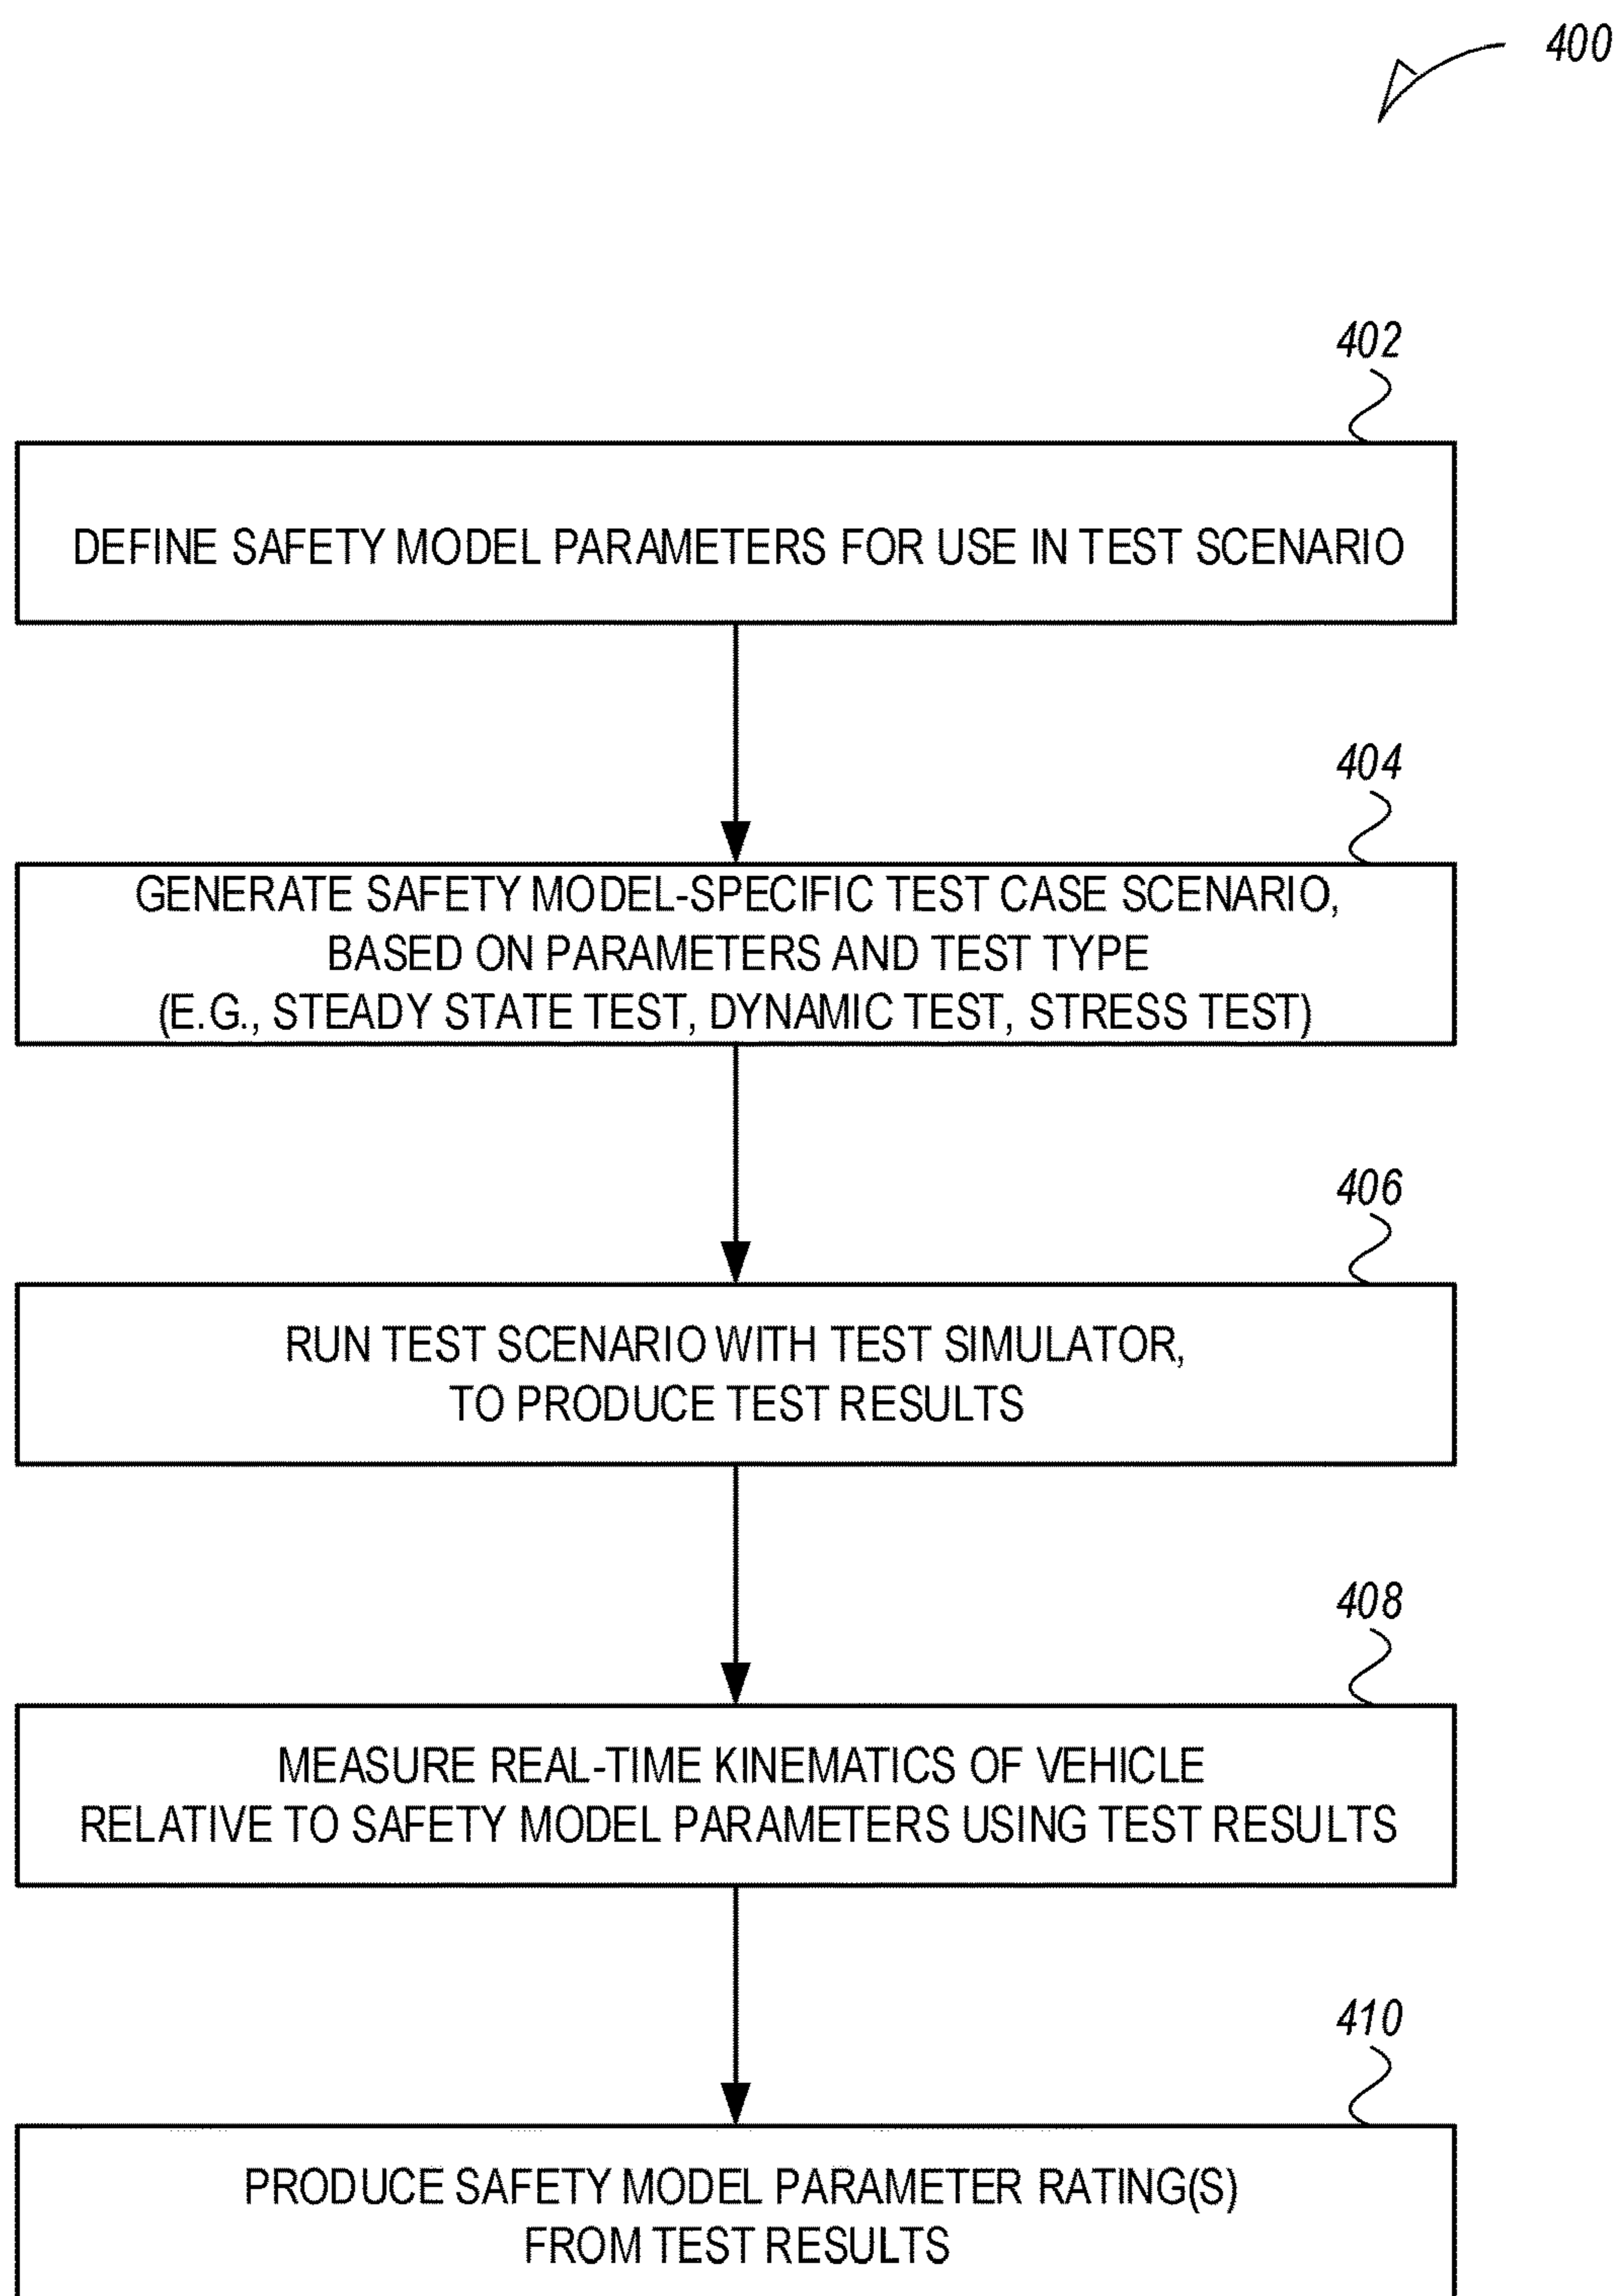 400
402
DEFINE SAFETY MODEL PARAMETERS FOR USE IN TEST SCENARIO
404
GENERATE SAFETY MODEL-SPECIFIC TEST CASE SCENARIO,
BASED ON PARAMETERS AND TEST TYPE
(E.G., STEADY STATE TEST, DYNAMIC TEST, STRESS TEST)
406
RUN TEST SCENARIO WITH TEST SIMULATOR,
TO PRODUCE TEST RESULTS
408
MEASURE REAL-TIME KINEMATICS OF VEHICLE
RELATIVE TO SAFETY MODEL PARAMETERS USING TEST RESULTS
410
PRODUCE SAFETY MODEL PARAMETER RATING(S)
FROM TEST RESULTS